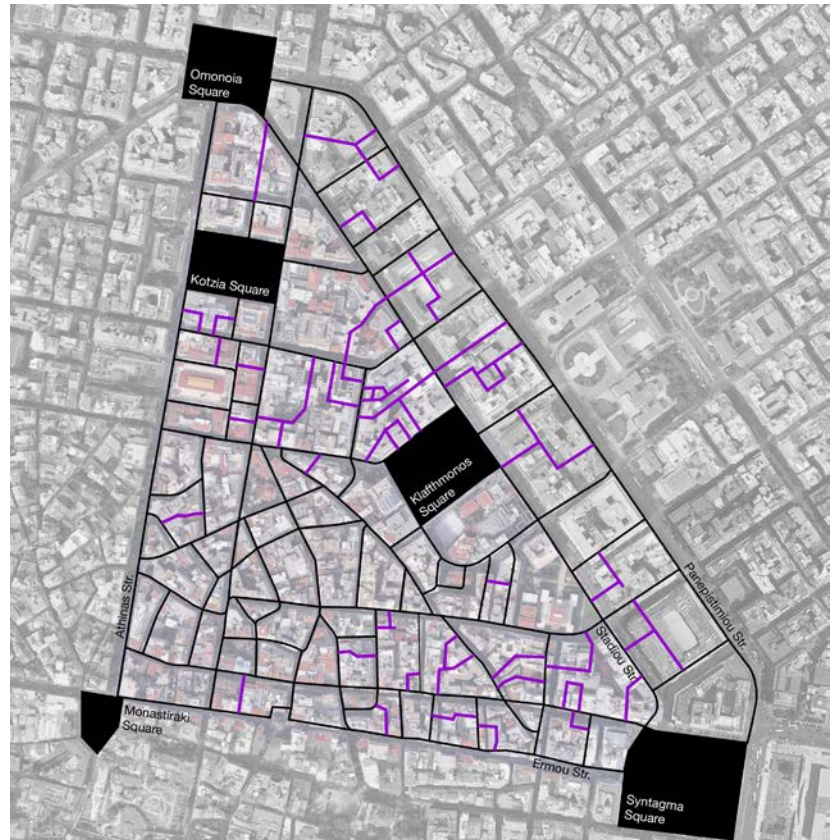 Omonoia
Square
Kotzia Square
Klafthmonos
Square
Panepistimiou Str.
Athinas Str.
Stadiou Str.
Monastiraki
Square
Ermou Str.
Syntagma
Square